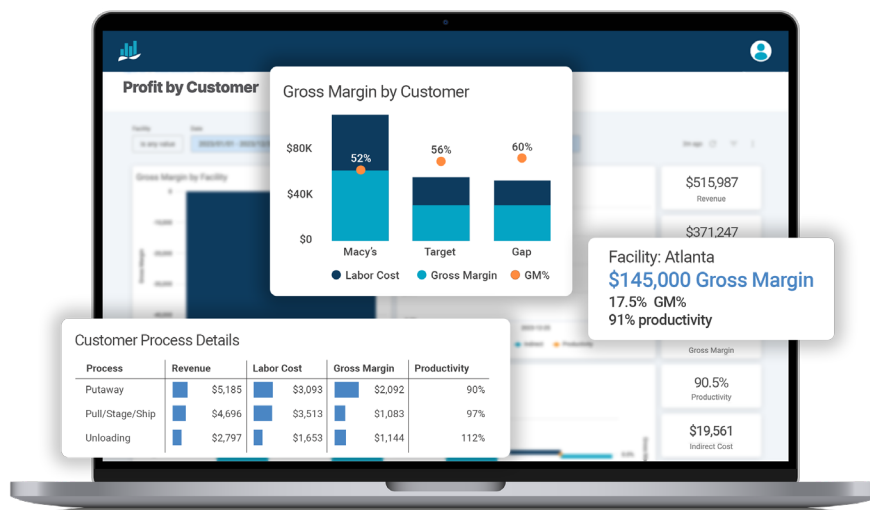 Profit by Customer
Facility
is any value
Date
Gross Margin by Facility
Gross Margin by Customer
$80K
$40K
$0
52%
56%
60%
Macy's
Target
Gap
Labor Cost
Gross Margin
GM%
$515,987
Revenue
$371,247
Facility: Atlanta
$145,000 Gross Margin
17.5% GM%
91% productivity
Gross Margin
90.5%
Productivity
$19,561
Indirect Cost
Customer Process Details
Process Revenue Labor Cost Gross Margin Productivity
Putaway $5,185 $3,093 $2,092 90%
Pull/Stage/Ship $4,696 $3,513 $1,083 97%
Unloading $2,797 $1,653 $1,144 112%